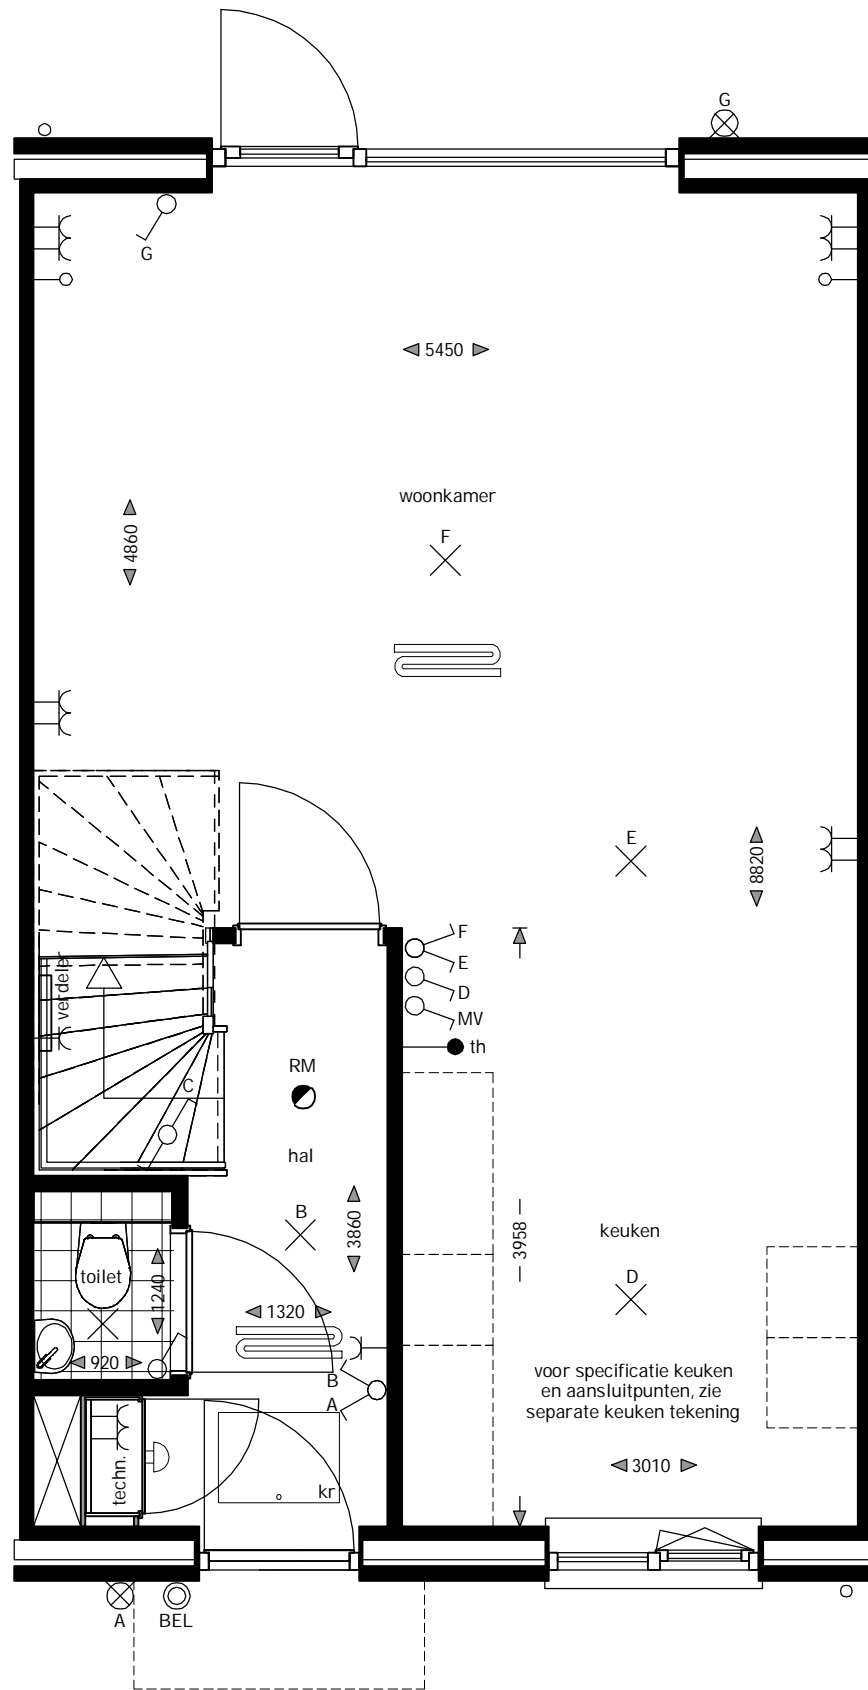 G
G
5450
woonkamer
4860
F
E
8820
F
E
D
MV
th
verdeler
C
RM
hal
B
3860
3958
keuken
D
toilet
1240
1320
920
B
A
voor specificatie keuken
en aansluitpunten, zie
separate keuken tekening
3010
techn.
kr
A
BEL